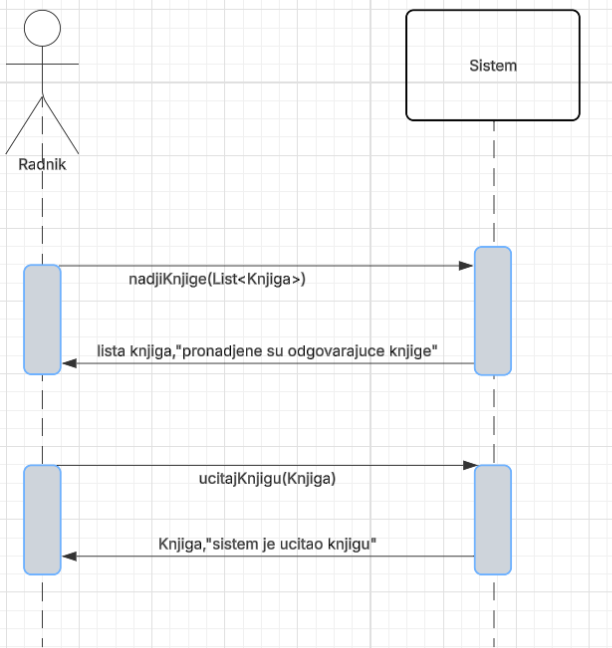 Sistem
Radnik
nadjiKnjige(List<Knjiga>)
lista knjiga,"pronadjene su odgovarajuce knjige"
ucitajKnjigu(Knjiga)
Knjiga,"sistem je ucitao knjigu"